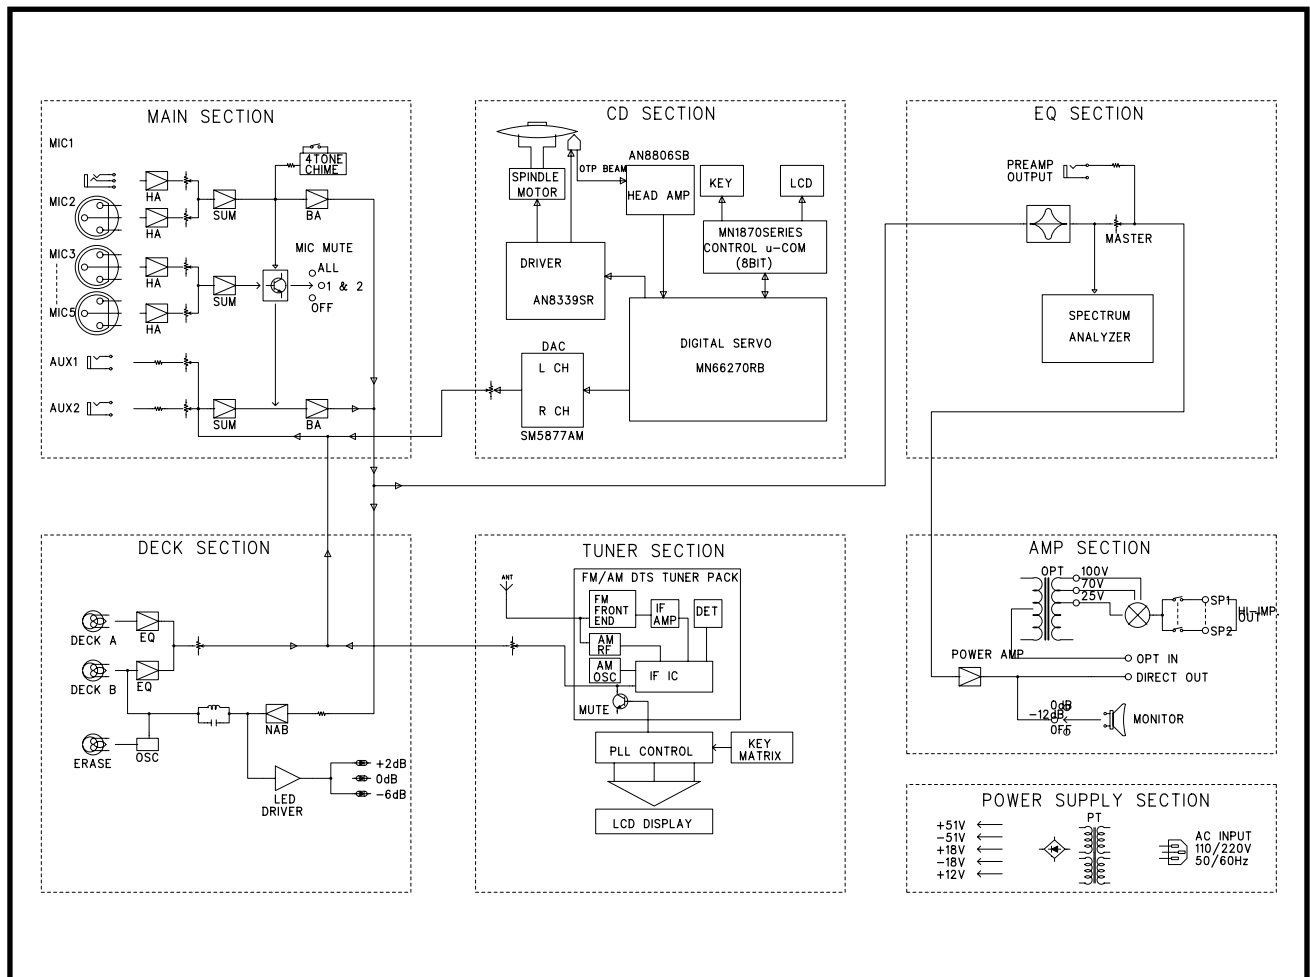 MAIN SECTION
MIC1
4TONE
CHIME
HA
MIC2
SUM
BA
HA
MIC3
MIC MUTE
ALL
HA
1 & 2
SUM
OFF
MIC5
HA
AUX1
AUX2
SUM
BA
CD SECTION
AN8806SB
OTP BEAM
SPINDLE
MOTOR
HEAD AMP
KEY
LCD
MN1870SERIES
CONTROL u-COM
(8BIT)
DRIVER
AN8339SR
DIGITAL SERVO
MN66270RB
DAC
L CH
R CH
SM5877AM
EQ SECTION
PREAMP
OUTPUT
MASTER
SPECTRUM
ANALYZER
DECK SECTION
DECK A
EQ
DECK B
EQ
NAB
ERASE
OSC
+2dB
0dB
-6dB
LED
DRIVER
TUNER SECTION
ANT
FM/AM DTS TUNER PACK
FM
FRONT
END
IF
AMP
DET
AM
RF
AM
OSC
IF IC
MUTE
PLL CONTROL
KEY
MATRIX
LCD DISPLAY
AMP SECTION
OPT
100V
70V
25V
SP1
HI-IMP.
OUT
SP2
POWER AMP
OPT IN
DIRECT OUT
0dB
-12dB
OFF
MONITOR
POWER SUPPLY SECTION
PT
+51V
-51V
+18V
-18V
+12V
AC INPUT
110/220V
50/60Hz